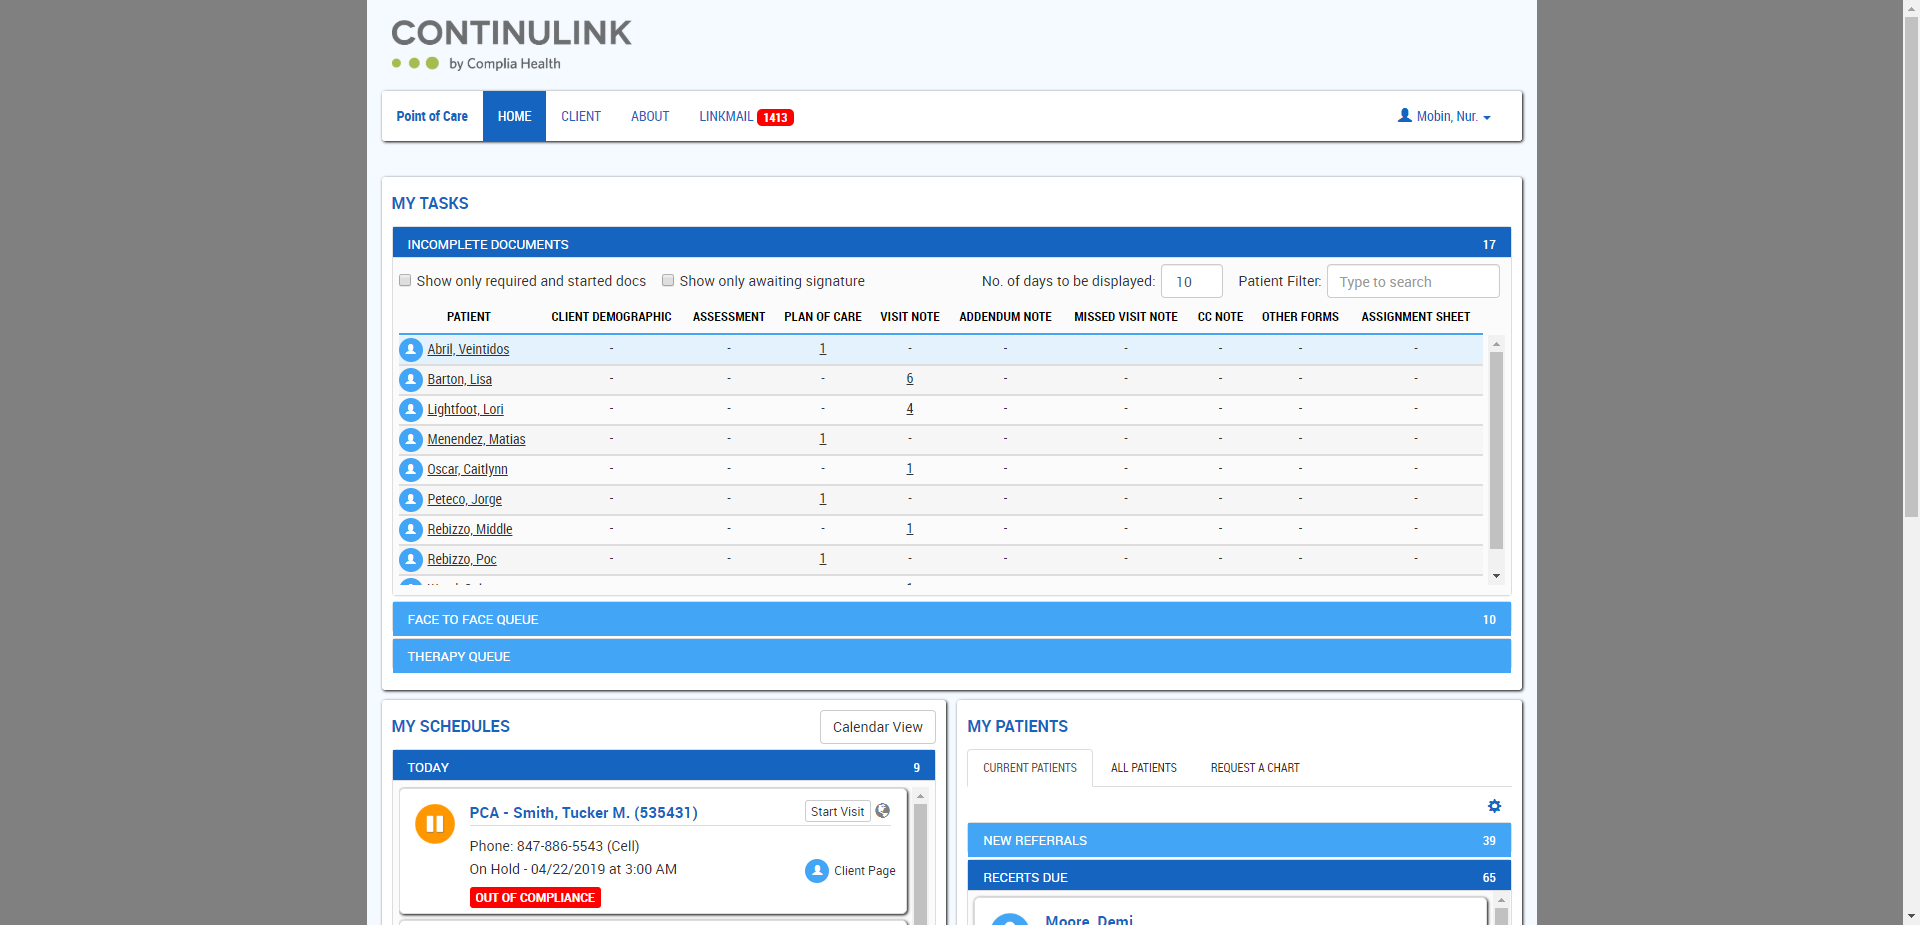 CONTINULINK
by Complia Health
Point of Care HOME CLIENT ABOUT LINKMAIL 1413 Mobin, Nur.
MY TASKS
INCOMPLETE DOCUMENTS 17
Show only required and started docs Show only awaiting signature No. of days to be displayed: 10 Patient Filter: Type to search
PATIENT CLIENT DEMOGRAPHIC ASSESSMENT PLAN OF CARE VISIT NOTE ADDENDUM NOTE MISSED VISIT NOTE CC NOTE OTHER FORMS ASSIGNMENT SHEET
Abril, Veintidos - - 1 - - - - - -
Barton, Lisa - - - 6 - - - - -
Lightfoot, Lori - - - 4 - - - - -
Menendez, Matias - - 1 - - - - - -
Oscar, Caitlynn - - - 1 - - - - -
Peteco, Jorge - - 1 - - - - - -
Rebizzo, Middle - - - 1 - - - - -
Rebizzo, Poc - - 1 - - - - - -
FACE TO FACE QUEUE 10
THERAPY QUEUE
MY SCHEDULES Calendar View
TODAY 9
PCA - Smith, Tucker M. (535431) Start Visit
Phone: 847-886-5543 (Cell)
On Hold - 04/22/2019 at 3:00 AM Client Page
OUT OF COMPLIANCE
MY PATIENTS
CURRENT PATIENTS ALL PATIENTS REQUEST A CHART
NEW REFERRALS 39
RECERTS DUE 65
Moore, Demi